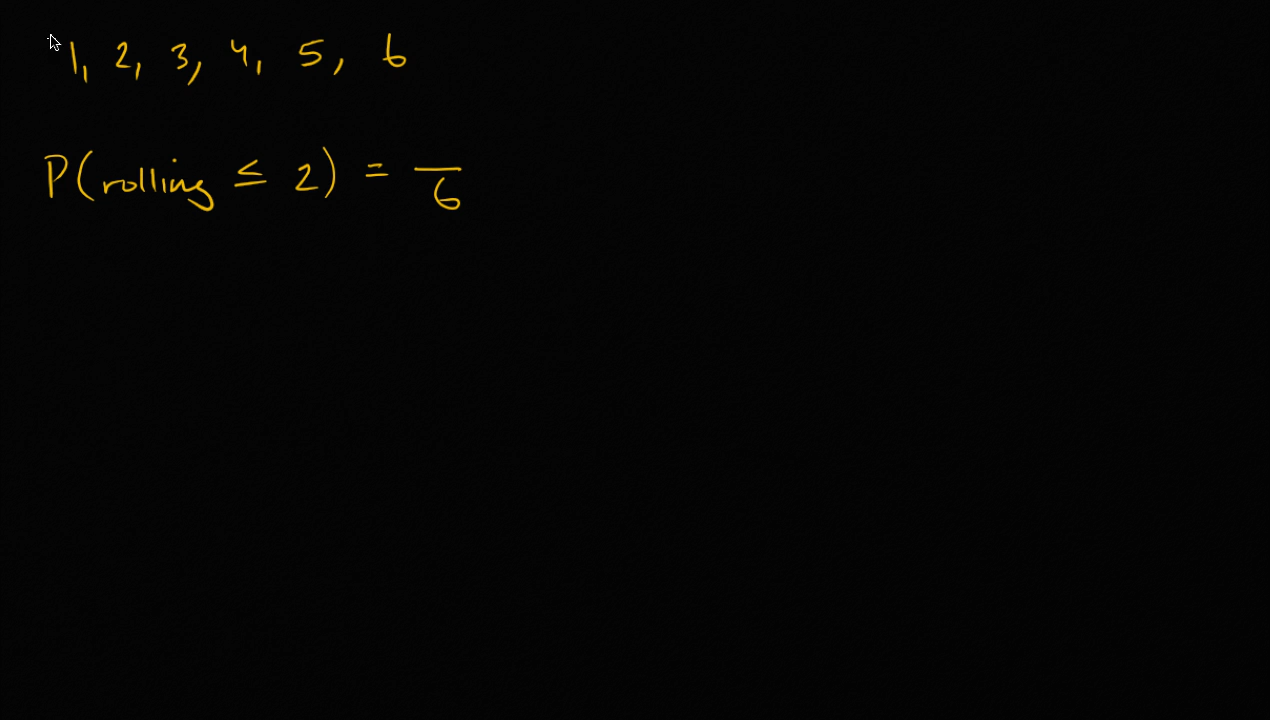 1, 2, 3, 4, 5, 6
P(rolling ≤ 2) = —/6